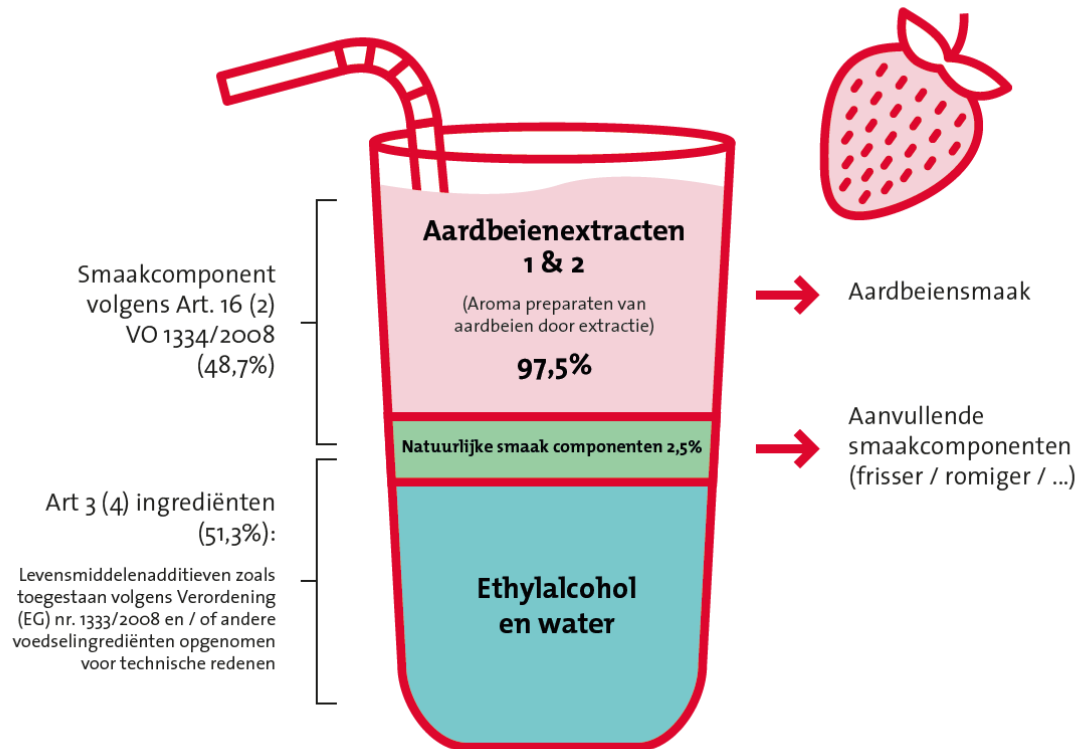 Smaakcomponent
volgens Art. 16 (2)
VO 1334/2008
(48,7%)
Art 3 (4) ingrediënten
(51,3%):
Levensmiddelenadditieven zoals
toegestaan volgens Verordening
(EG) nr. 1333/2008 en / of andere
voedselingrediënten opgenomen
voor technische redenen
Aardbeienextracten
1 & 2
(Aroma preparaten van
aardbeien door extractie)
97,5%
Natuurlijke smaak componenten 2,5%
Ethylalcohol
en water
Aardbeiensmaak
Aanvullende
smaakcomponenten
(frisser / romiger / ...)